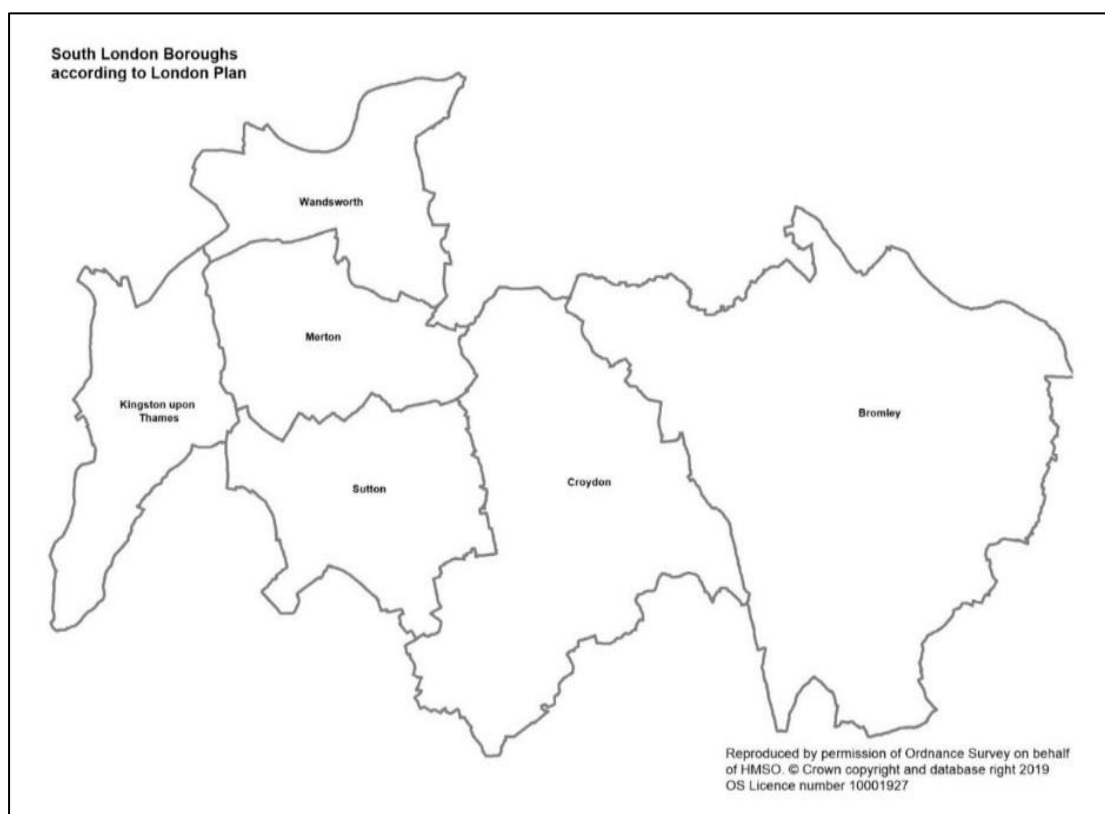 South London Boroughs
according to London Plan
Wandsworth
Merton
Kingston upon
Thames
Bromley
Croydon
Sutton
Reproduced by permission of Ordnance Survey on behalf
of HMSO. © Crown copyright and database right 2019
OS Licence number 10001927